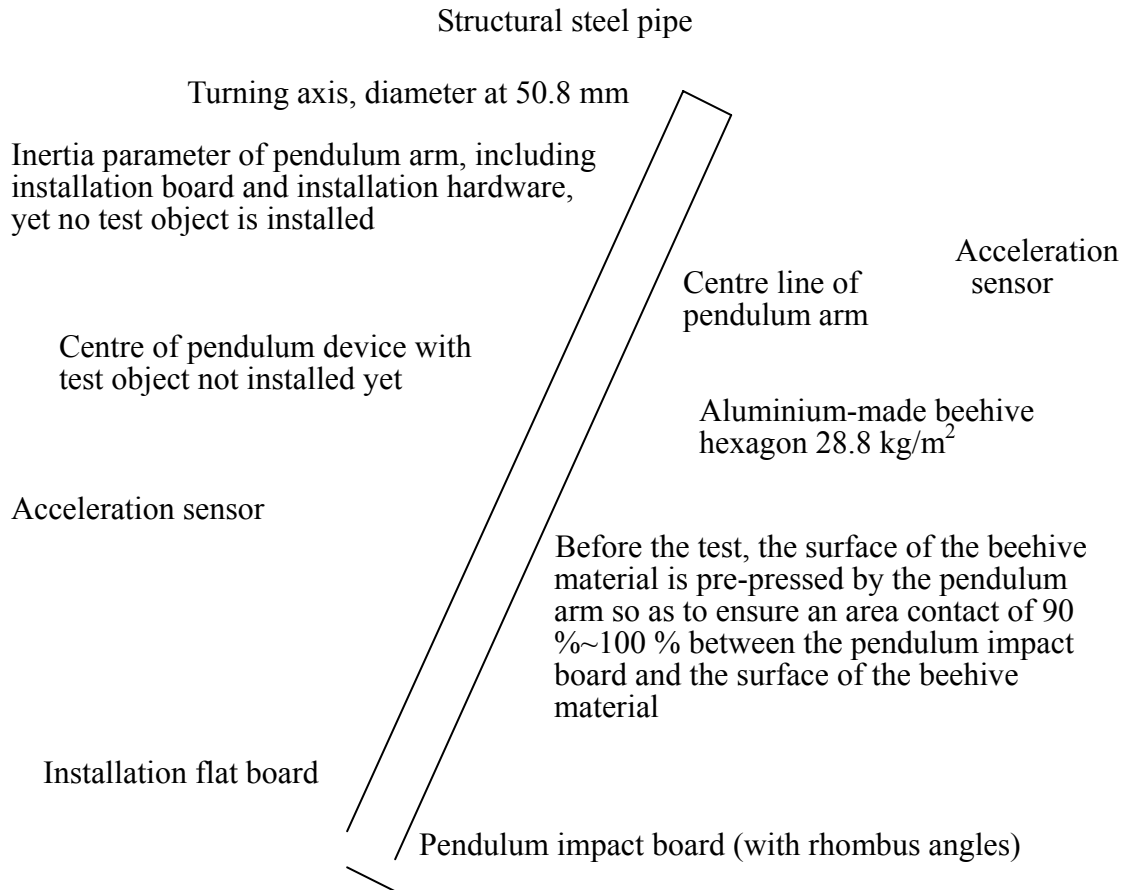 Structural steel pipe
Turning axis, diameter at 50.8 mm
Inertia parameter of pendulum arm, including
installation board and installation hardware,
yet no test object is installed
Acceleration
sensor
Centre line of
pendulum arm
Centre of pendulum device with
test object not installed yet
Aluminium-made beehive
hexagon 28.8 kg/m²
Acceleration sensor
Before the test, the surface of the beehive
material is pre-pressed by the pendulum
arm so as to ensure an area contact of 90
%~100 % between the pendulum impact
board and the surface of the beehive
material
Installation flat board
Pendulum impact board (with rhombus angles)